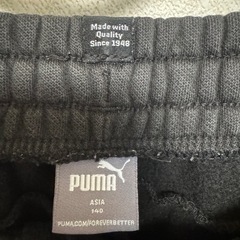 Made with
Quality
Since 1948
PUMA
ASIA
140
PUMA.COM/FOREVERBETTER